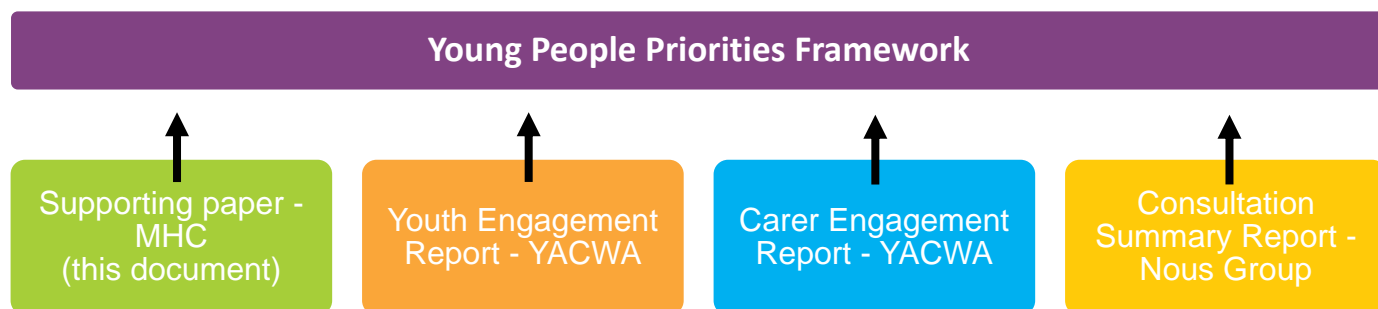 Young People Priorities Framework
Supporting paper -
MHC
(this document)
Youth Engagement
Report - YACWA
Carer Engagement
Report - YACWA
Consultation
Summary Report -
Nous Group